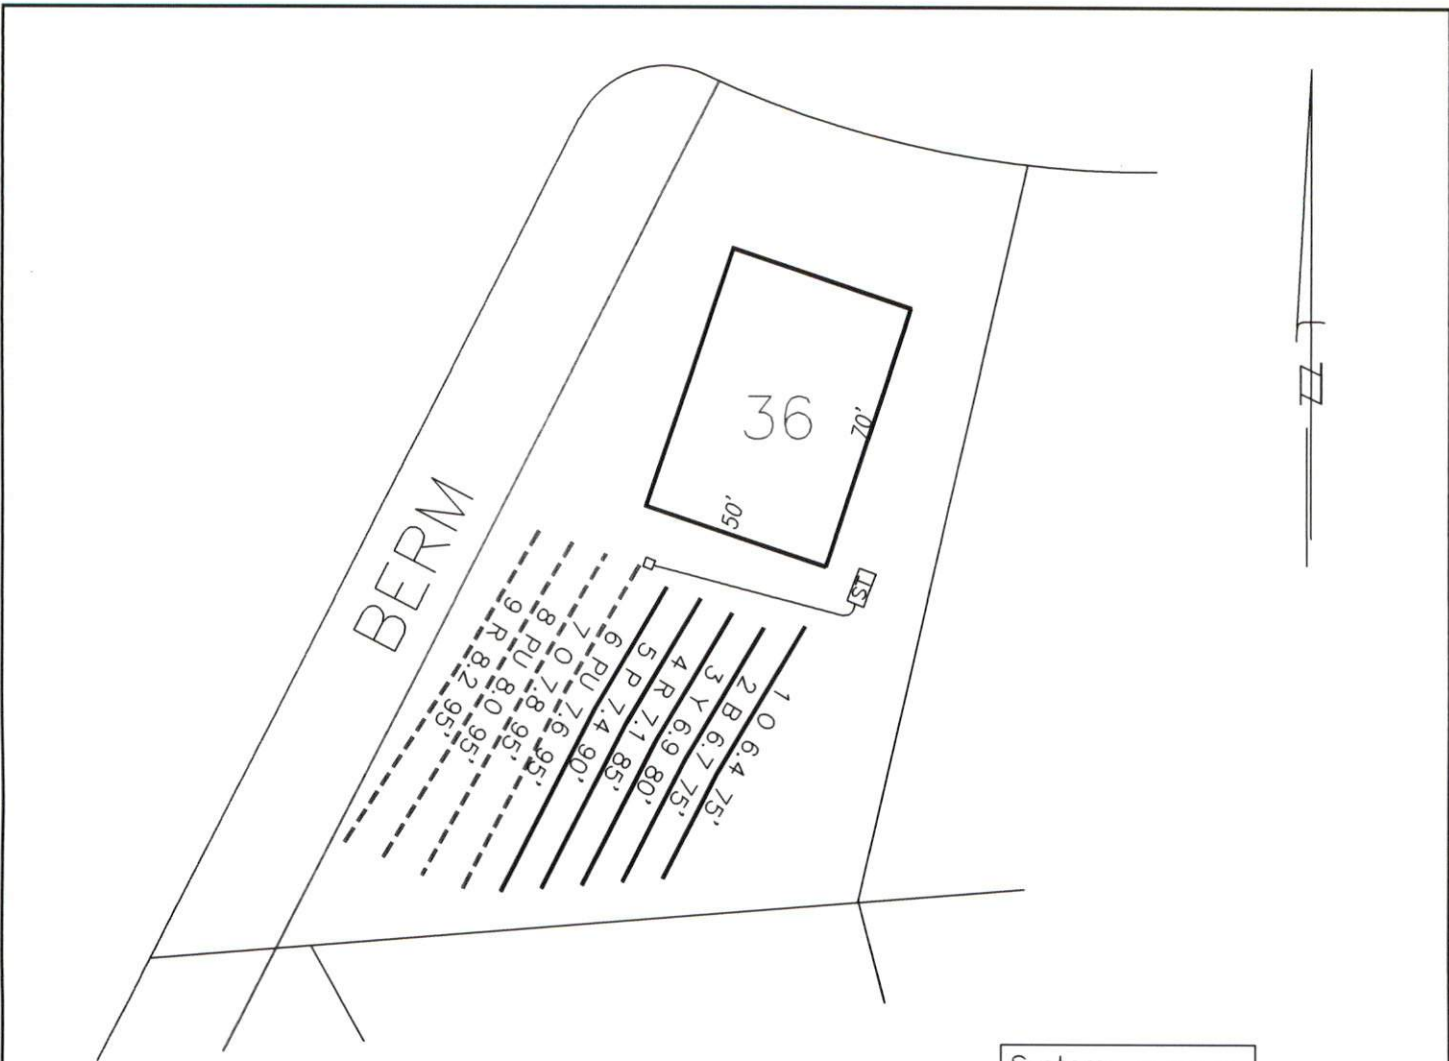 36
70'
50'
BERM
ST
1 O 6.4 75'
2 B 6.7 75'
3 Y 6.9 80'
4 R 7.1 85'
5 P 7.4 90'
6 PU 7.6 95'
7 O 7.8 95'
8 PU 8.0 95'
9 R 8.2 95'
N